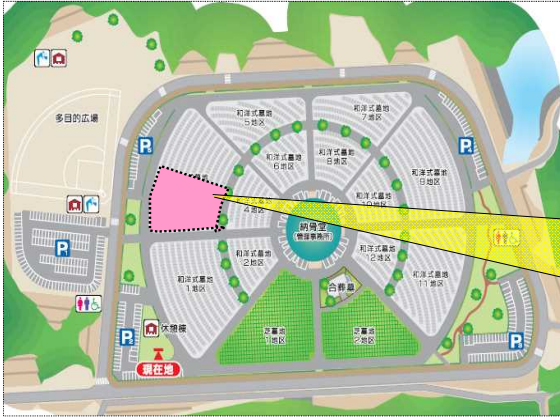 多目的広場
和洋式墓地
5地区
和洋式墓地
7地区
和洋式墓地
6地区
和洋式墓地
8地区
和洋式墓地
9地区
4地区
納骨堂
(管理事務所)
和洋式墓地
1地区
和洋式墓地
2地区
和洋式墓地
12地区
和洋式墓地
11地区
合葬墓
芝墓地
1地区
芝墓地
2地区
休憩棟
現在地
P
P
P
P
P